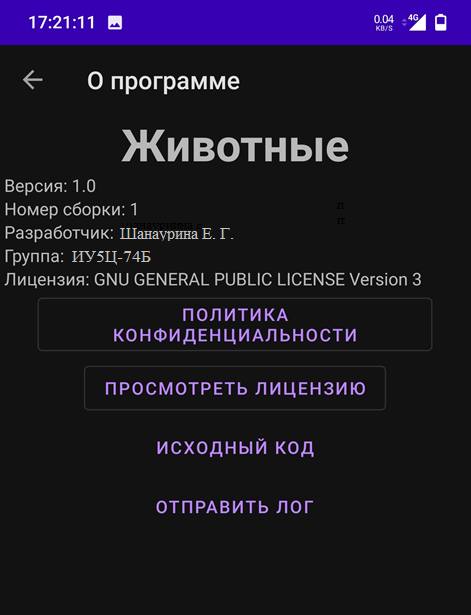 17:21:11
0.04
KB/S
4G
О программе
Животные
Версия: 1.0
Номер сборки: 1
Разработчик: Шанаурина Е. Г.
Группа: ИУ5Ц-74Б
Лицензия: GNU GENERAL PUBLIC LICENSE Version 3
ПОЛИТИКА
КОНФИДЕНЦИАЛЬНОСТИ
ПРОСМОТРЕТЬ ЛИЦЕНЗИЮ
ИСХОДНЫЙ КОД
ОТПРАВИТЬ ЛОГ